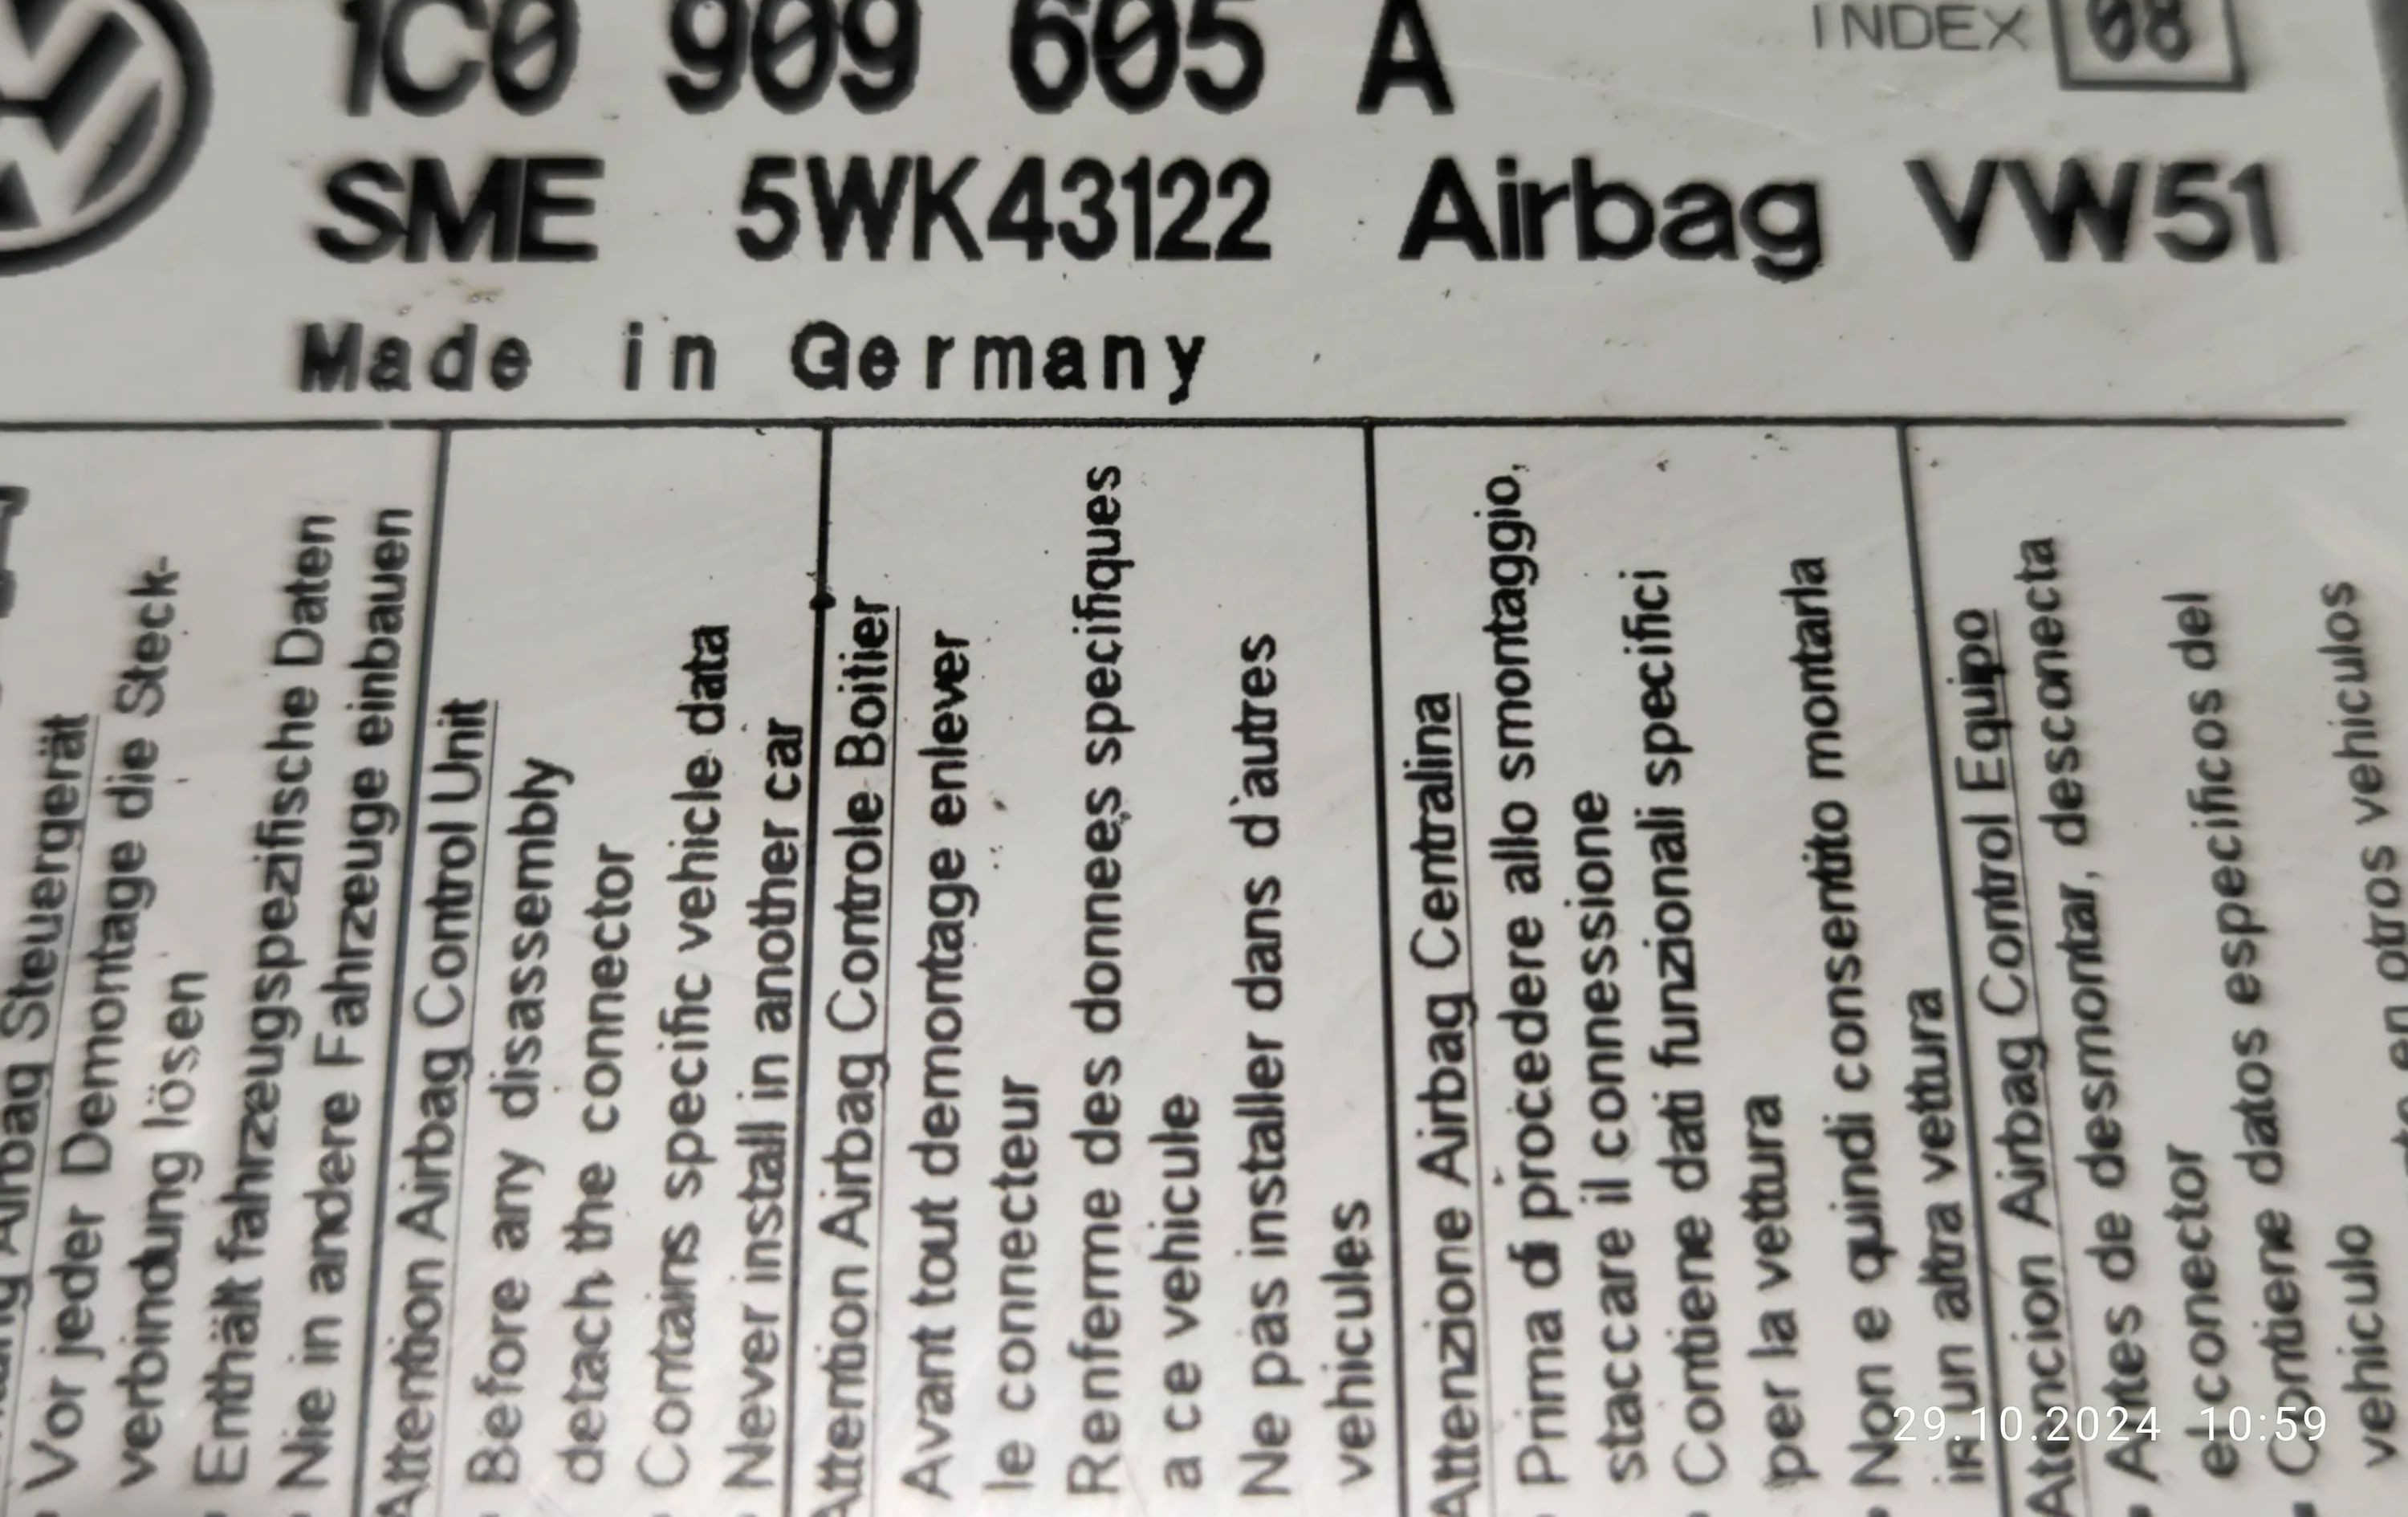 1C0 909 605 A
INDEX 08
SME 5WK43122 Airbag VW51
Made in Germany
Airbag Steuergerät
• Vor jeder Demontage die Steck-
verbindung lösen
• Enthält fahrzeugspezifische Daten
• Nie in andere Fahrzeuge einbauen
Attention Airbag Control Unit
• Before any disassembly
detach the connector
• Contains specific vehicle data
• Never install in another car
Attention Airbag Controle Boitier
Avant tout demontage enlever
le connecteur
Renferme des donnees specifiques
a ce vehicule
Ne pas installer dans d'autres
vehicules
Attenzione Airbag Centralina
• Prima di procedere allo smontaggio,
staccare il connessione
• Contiene dati funzionali specifici
per la vettura
• Non e quindi consentito montarla
in un altra vettura
Atencion Airbag Control Equipo
• Antes de desmontar, desconecta
el conector
• Contiene datos especificos del
vehiculo
en otros vehiculos
29.10.2024 10:59